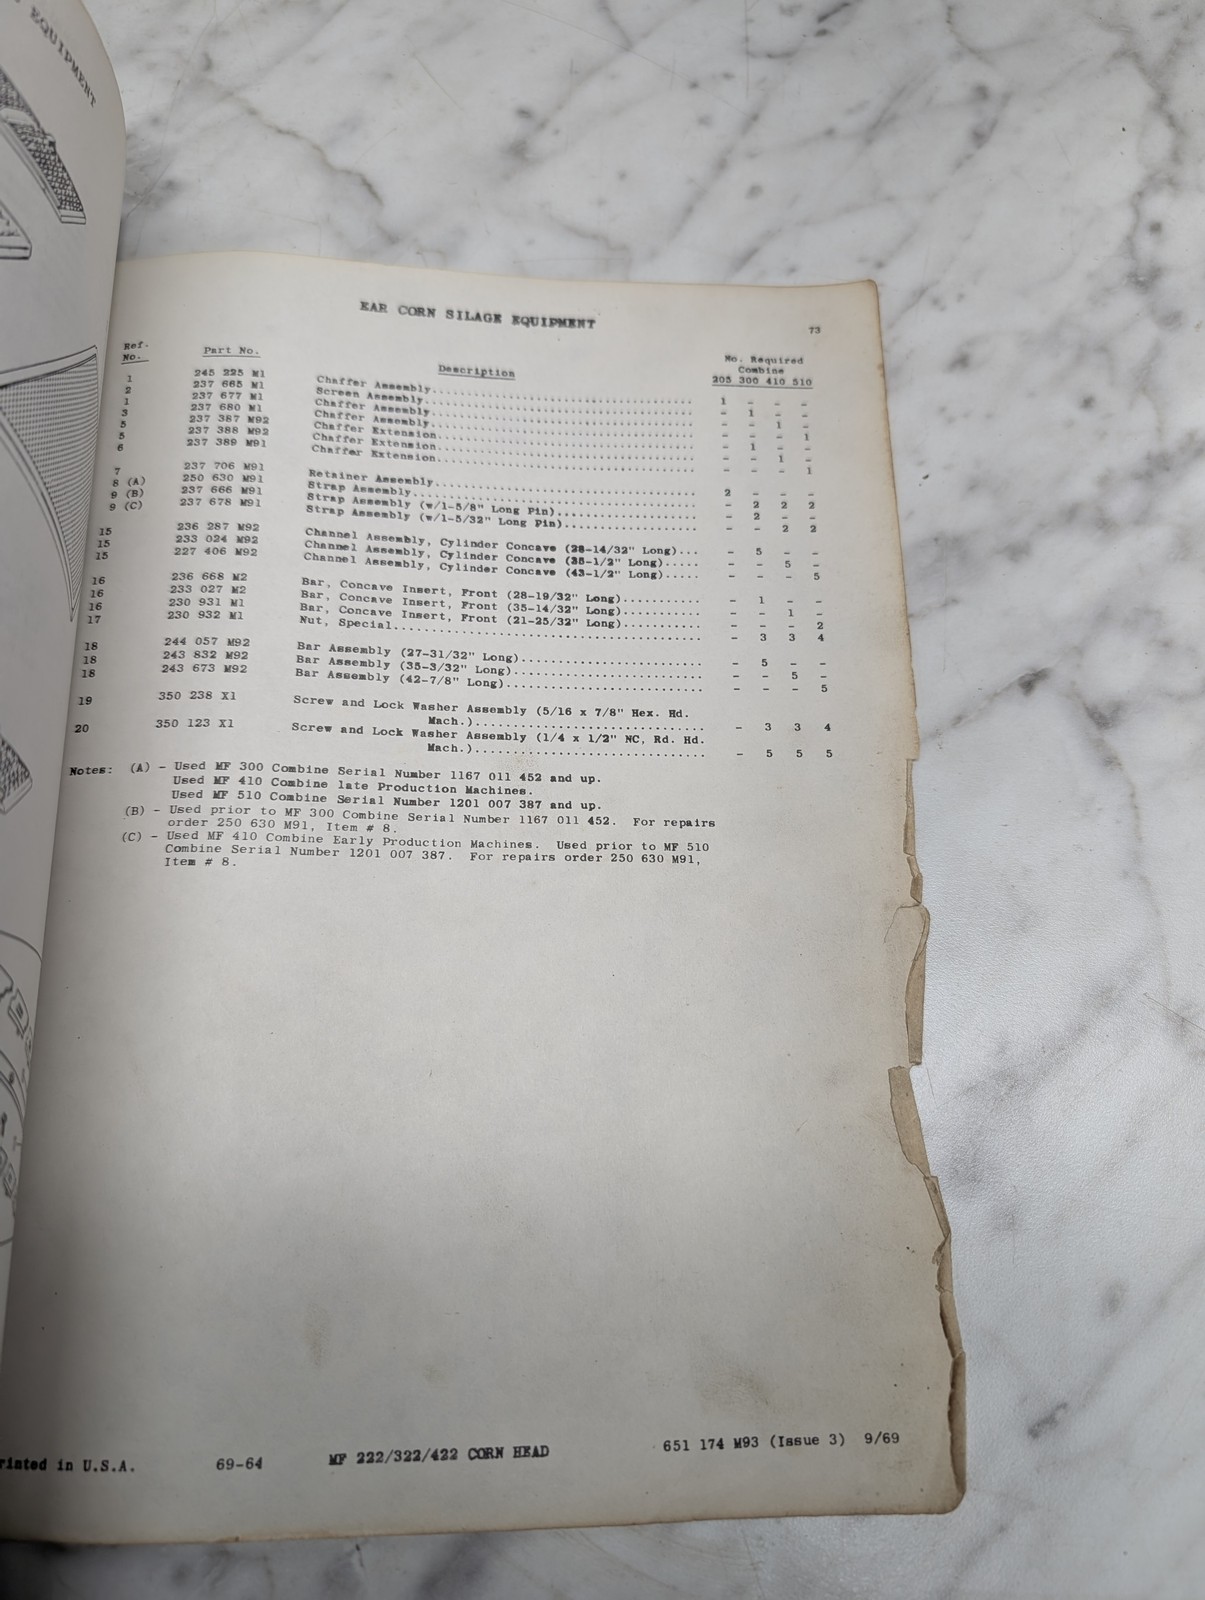 EQUIPMENT
EAR CORN SILAGE EQUIPMENT
73
Ref. No. Part No. Description No. Required Combine
205 300 410 510
1 245 225 M1 Chaffer Assembly 1 - - -
2 237 665 M1 Screen Assembly - 1 - -
1 237 677 M1 Chaffer Assembly - - 1 -
3 237 680 M1 Chaffer Assembly - - - 1
5 237 387 M92 Chaffer Extension - 1 - -
5 237 388 M92 Chaffer Extension - - 1 -
6 237 389 M91 Chaffer Extension - - - 1
7 237 706 M91 Retainer Assembly 2 - - -
8 (A) 250 630 M91 Strap Assembly - 2 2 2
9 (B) 237 666 M91 Strap Assembly (w/1-5/8" Long Pin) - 2 - -
9 (C) 237 678 M91 Strap Assembly (w/1-5/32" Long Pin) - - 2 2
15 236 287 M92 Channel Assembly, Cylinder Concave (28-14/32" Long)... - 5 - -
15 233 024 M92 Channel Assembly, Cylinder Concave (35-1/2" Long)..... - - 5 -
15 227 406 M92 Channel Assembly, Cylinder Concave (43-1/2" Long)..... - - - 5
16 236 668 M2 Bar, Concave Insert, Front (28-19/32" Long) - 1 - -
16 233 027 M2 Bar, Concave Insert, Front (35-14/32" Long) - - 1 -
16 230 931 M1 Bar, Concave Insert, Front (21-25/32" Long) - - - 2
17 230 932 M1 Nut, Special - 3 3 4
18 244 057 M92 Bar Assembly (27-31/32" Long) - 5 - -
18 243 832 M92 Bar Assembly (35-3/32" Long) - - 5 -
18 243 673 M92 Bar Assembly (42-7/8" Long) - - - 5
19 350 238 X1 Screw and Lock Washer Assembly (5/16 x 7/8" Hex. Hd.
Mach.) - 3 3 4
20 350 123 X1 Screw and Lock Washer Assembly (1/4 x 1/2" NC, Rd. Hd.
Mach.) - 5 5 5
Notes: (A) - Used MF 300 Combine Serial Number 1167 011 452 and up.
Used MF 410 Combine late Production Machines.
Used MF 510 Combine Serial Number 1201 007 387 and up.
(B) - Used prior to MF 300 Combine Serial Number 1167 011 452. For repairs
order 250 630 M91, Item # 8.
(C) - Used MF 410 Combine Early Production Machines. Used prior to MF 510
Combine Serial Number 1201 007 387. For repairs order 250 630 M91,
Item # 8.
rinted in U.S.A. 69-64 MF 222/322/422 CORN HEAD 651 174 M93 (Issue 3) 9/69